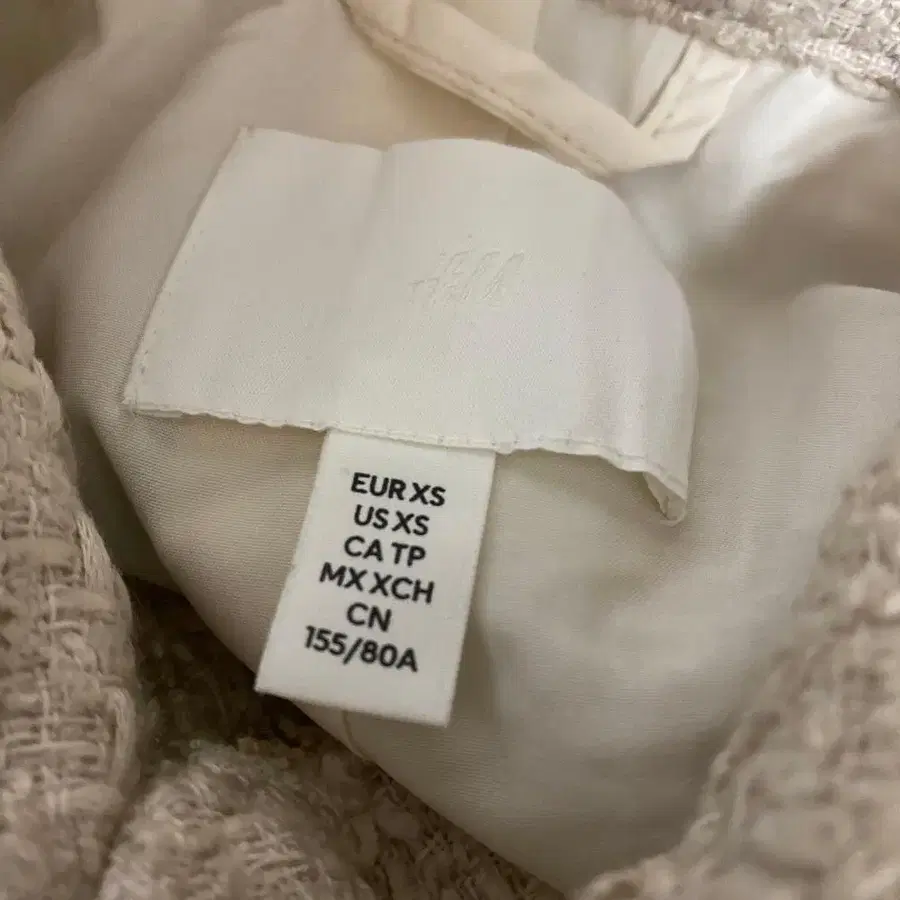 H&M
EUR XS
US XS
CA TP
MX XCH
CN
155/80A